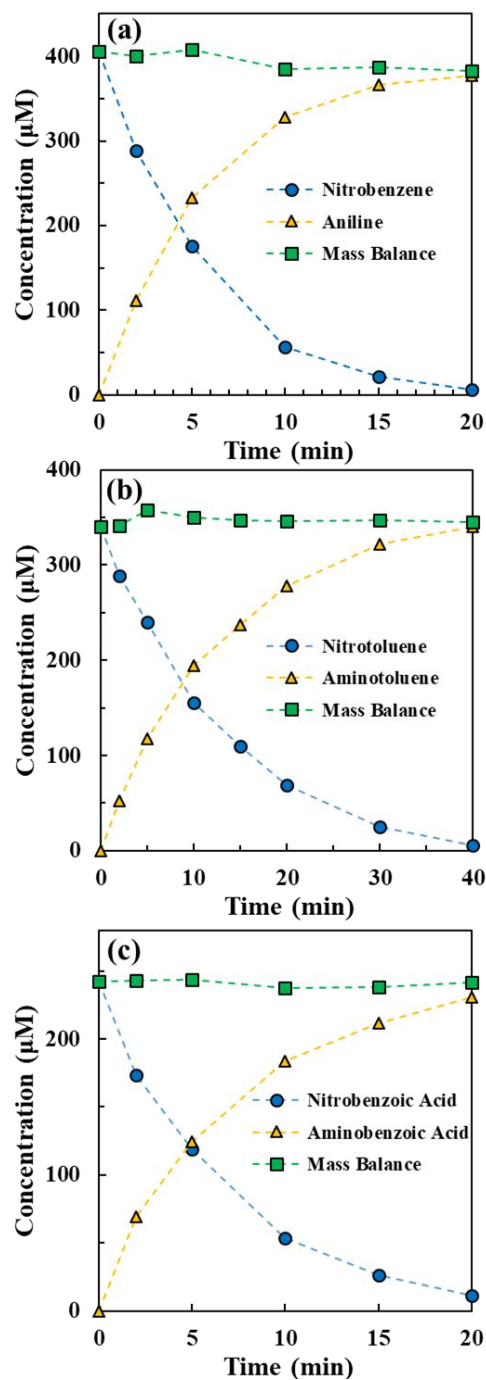 (a)
Concentration (µM)
400
300
200
100
0
Nitrobenzene
Aniline
Mass Balance
0 5 10 15 20
Time (min)
(b)
Concentration (µM)
400
300
200
100
0
Nitrotoluene
Aminotoluene
Mass Balance
0 10 20 30 40
Time (min)
(c)
Concentration (µM)
200
100
0
Nitrobenzoic Acid
Aminobenzoic Acid
Mass Balance
0 5 10 15 20
Time (min)